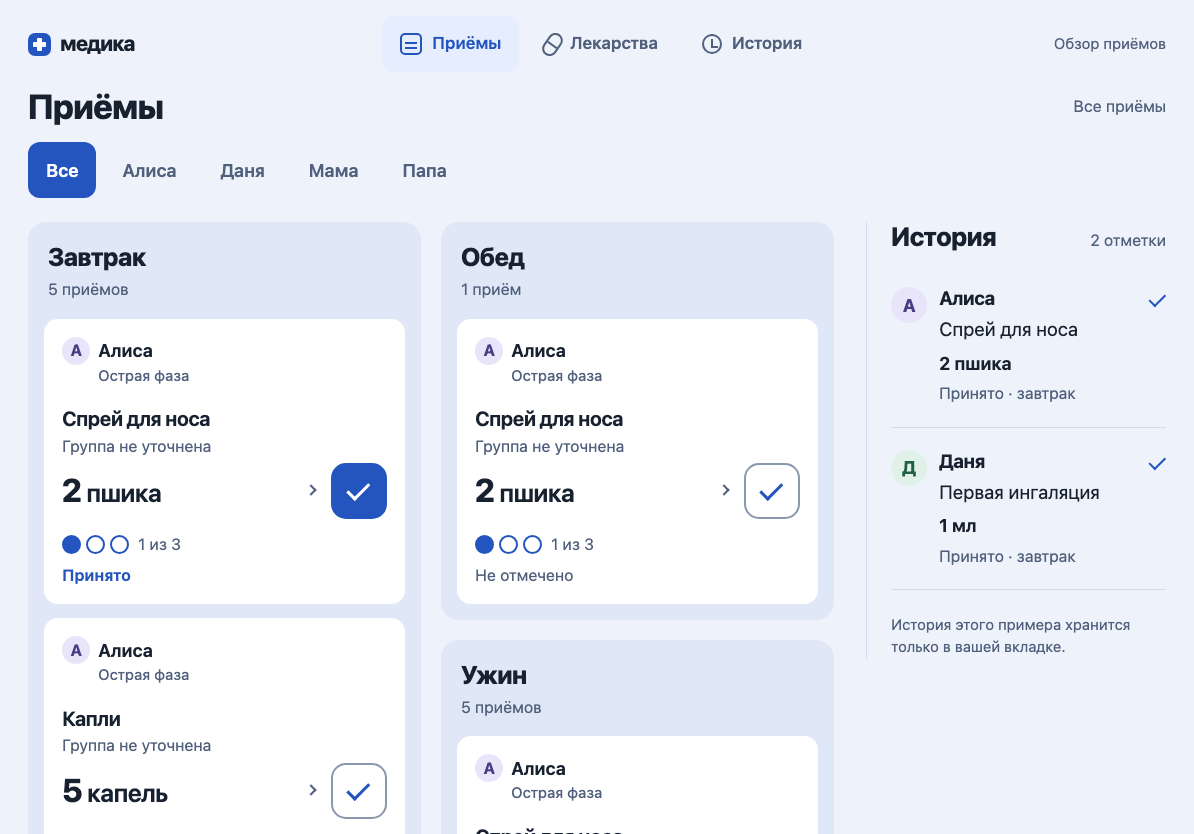 медика
Приёмы
Лекарства
История
Обзор приёмов
Приёмы
Все приёмы
Все
Алиса
Даня
Мама
Папа
Завтрак
5 приёмов
А Алиса
Острая фаза
Спрей для носа
Группа не уточнена
2 пшика
1 из 3
Принято
А Алиса
Острая фаза
Капли
Группа не уточнена
5 капель
Обед
1 приём
А Алиса
Острая фаза
Спрей для носа
Группа не уточнена
2 пшика
1 из 3
Не отмечено
Ужин
5 приёмов
А Алиса
Острая фаза
Спрей для носа
История
2 отметки
А Алиса
Спрей для носа
2 пшика
Принято · завтрак
Д Даня
Первая ингаляция
1 мл
Принято · завтрак
История этого примера хранится
только в вашей вкладке.